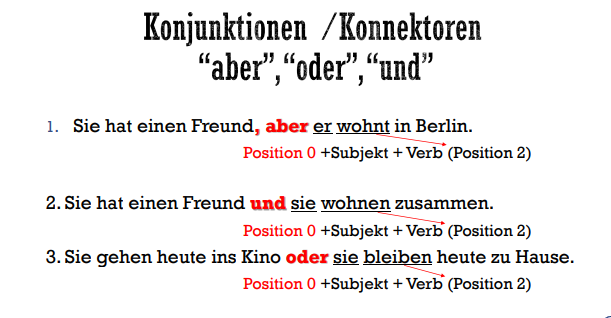 Konjunktionen /Konnektoren
“aber”,“oder”,“und”
1. Sie hat einen Freund, aber er wohnt in Berlin.
Position 0 +Subjekt + Verb (Position 2)
2. Sie hat einen Freund und sie wohnen zusammen.
Position 0 +Subjekt + Verb (Position 2)
3. Sie gehen heute ins Kino oder sie bleiben heute zu Hause.
Position 0 +Subjekt + Verb (Position 2)